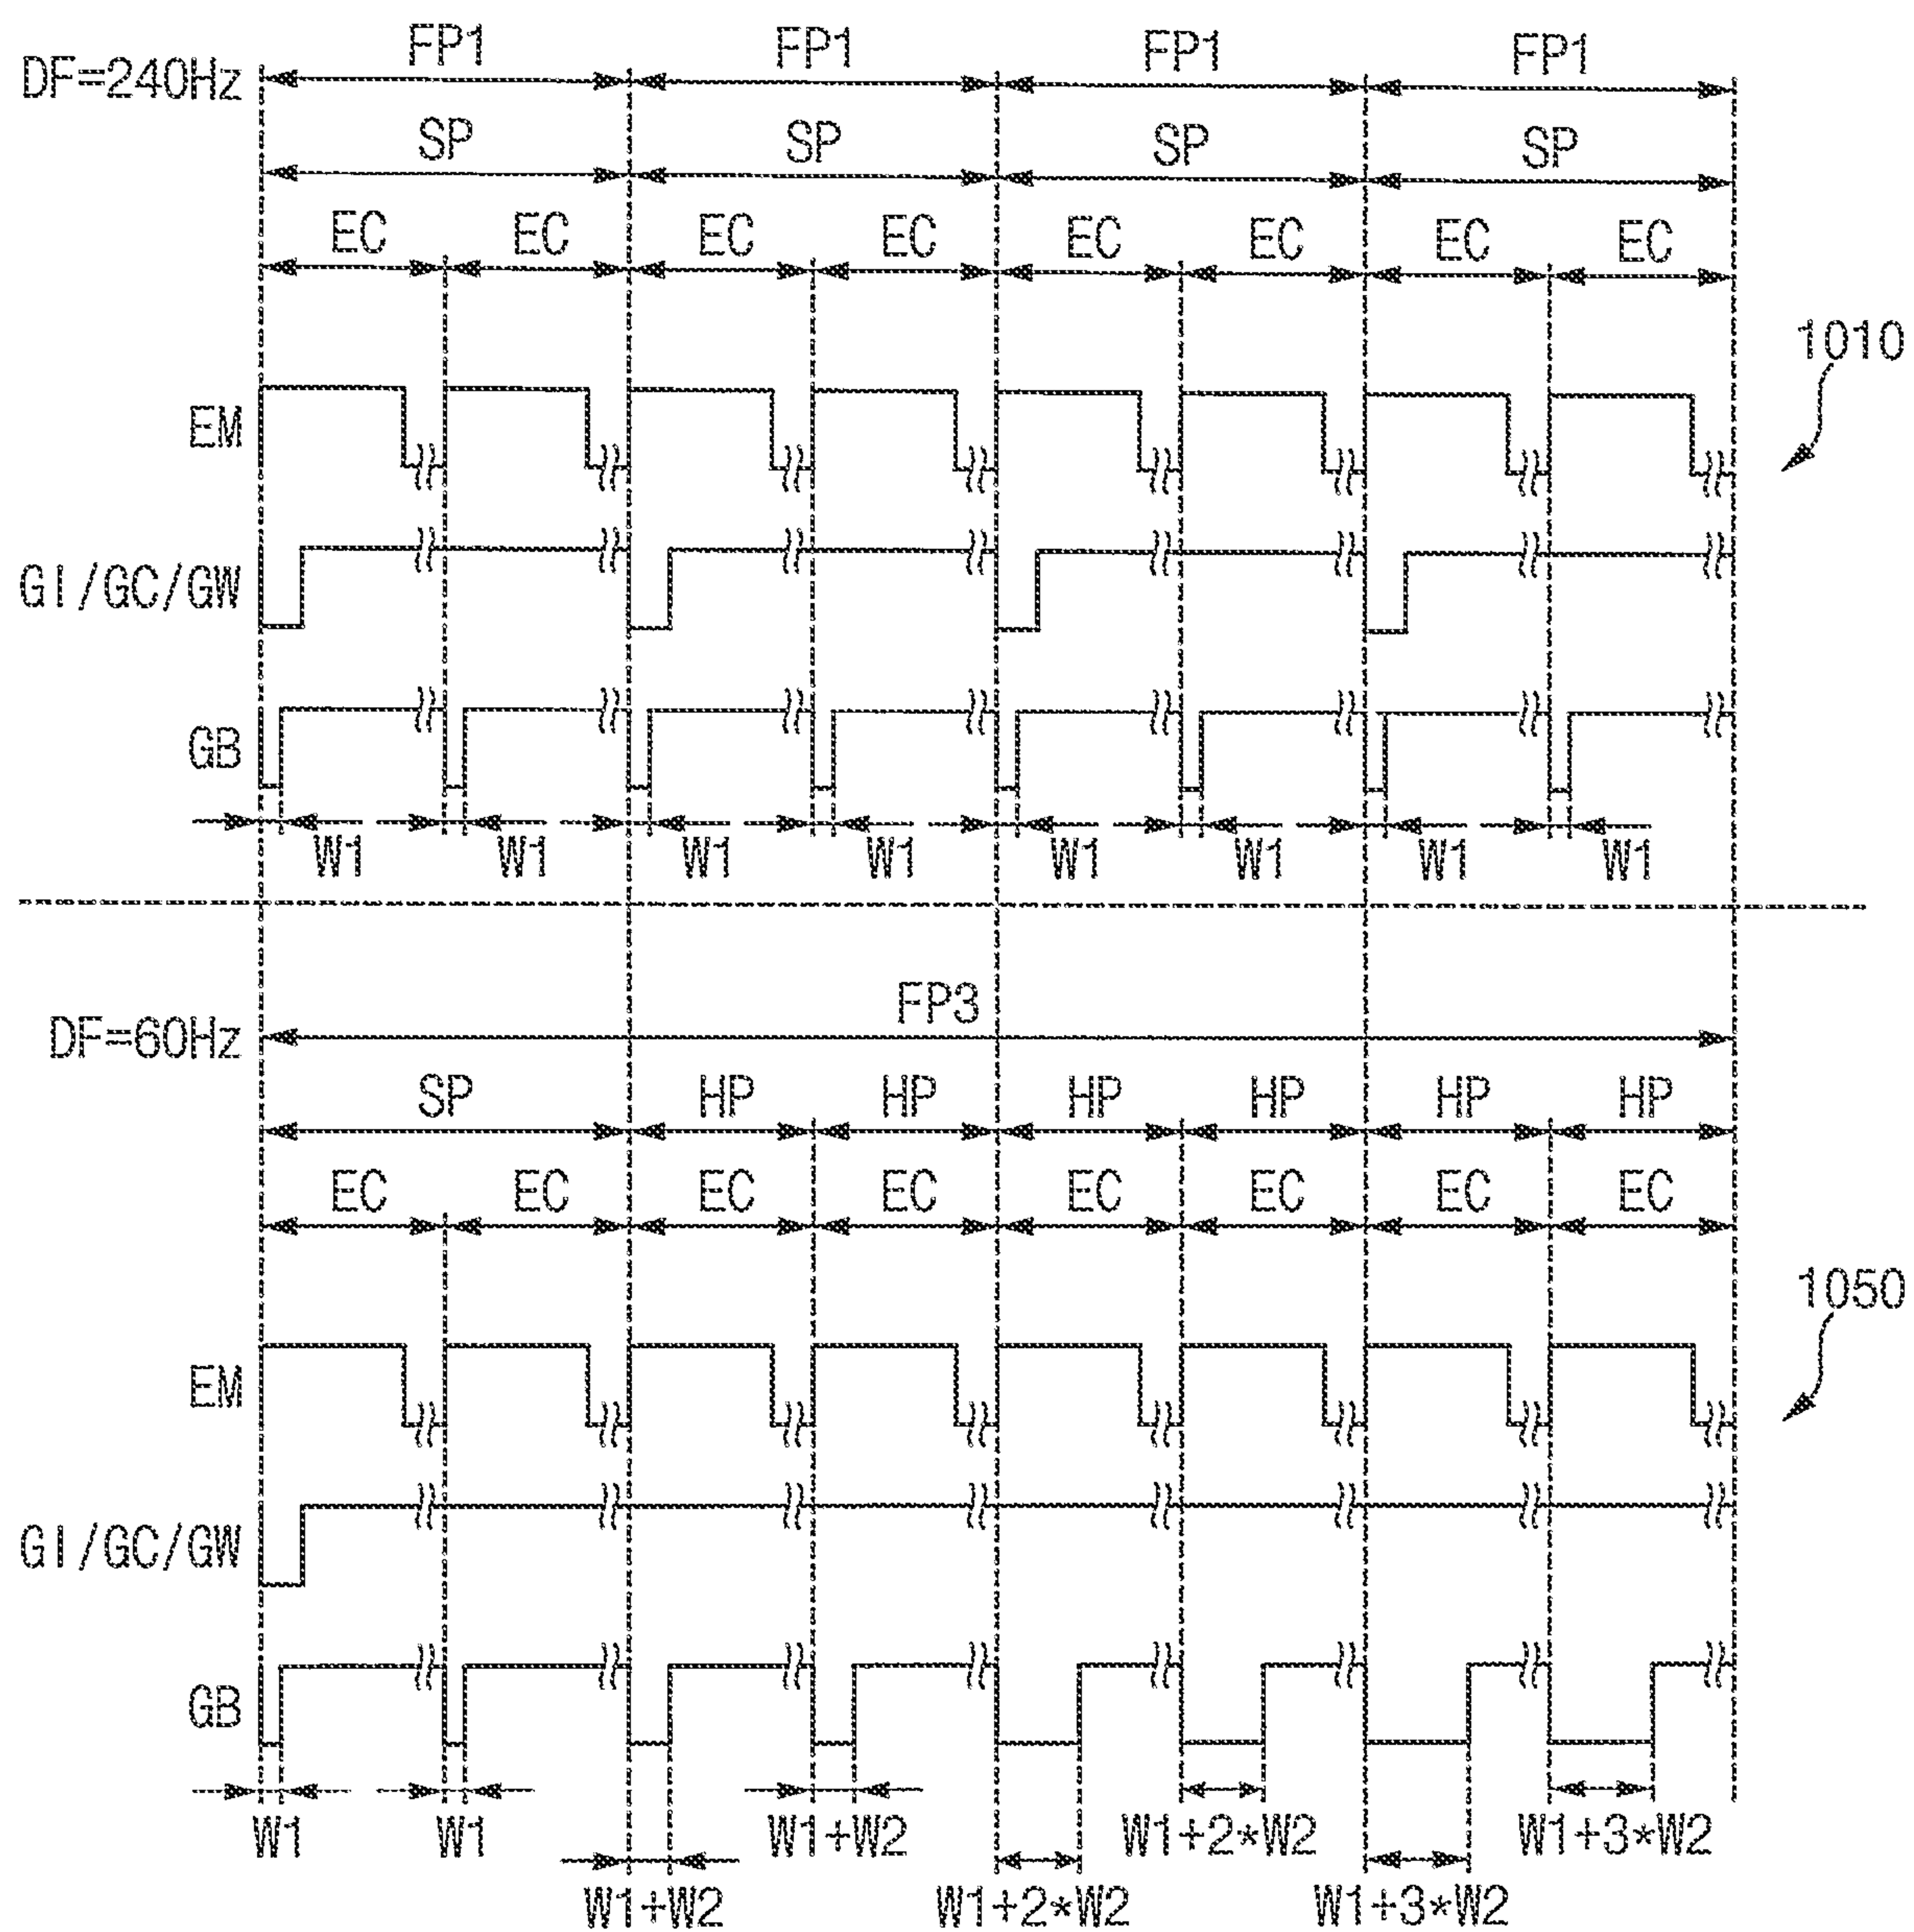 FP1 FP1 FP1 FP1
DF=240Hz
SP SP SP SP
EC EC EC EC EC EC EC EC
1010
EM
GI/GC/GW
GB
W1 W1 W1 W1 W1 W1 W1 W1
FP3
DF=60Hz
SP HP HP HP HP HP HP
EC EC EC EC EC EC EC EC
1050
EM
GI/GC/GW
GB
W1 W1 W1+W2 W1+2*W2 W1+3*W2
W1+W2 W1+2*W2 W1+3*W2